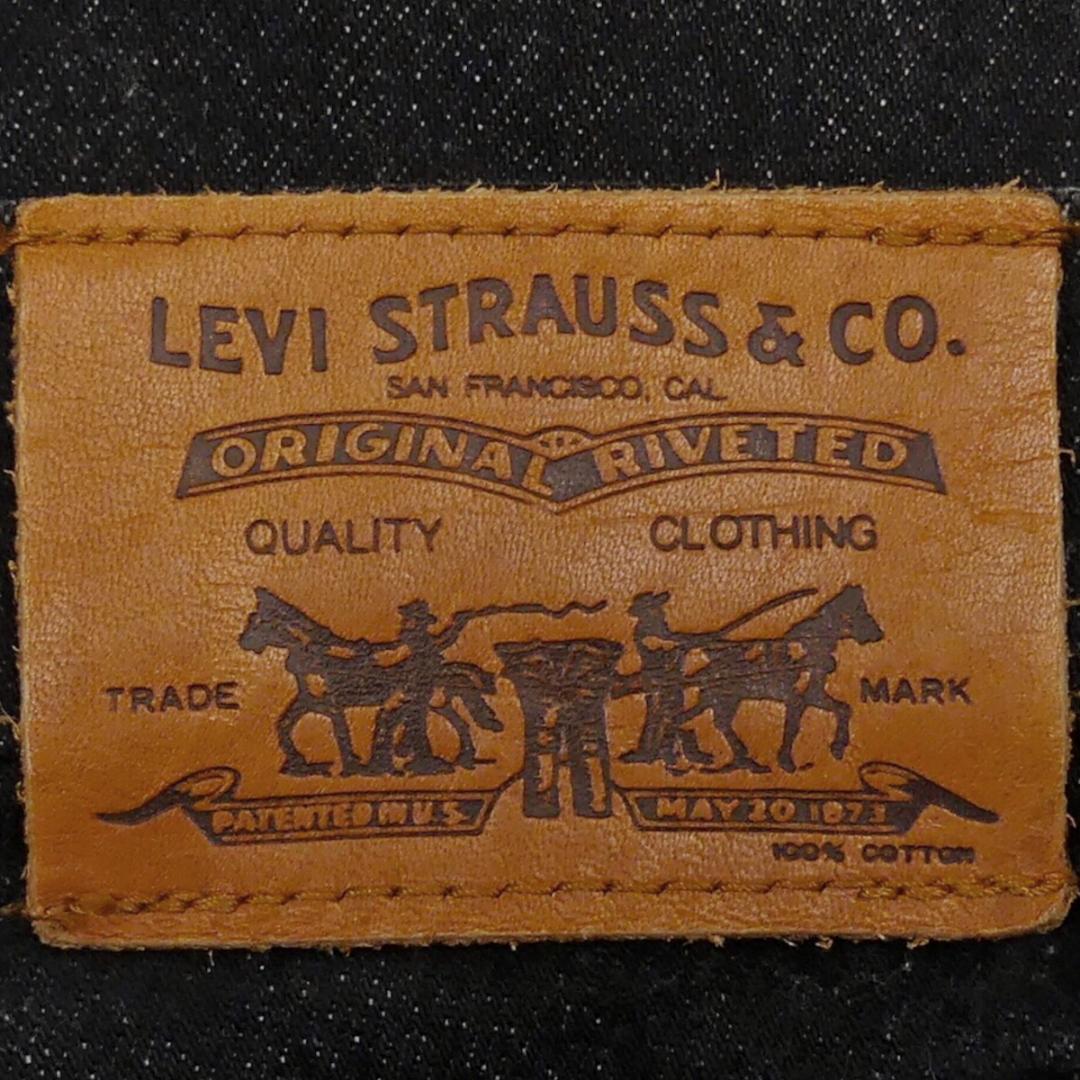 LEVI STRAUSS & CO.
SAN FRANCISCO, CAL
ORIGINAL RIVETED
QUALITY CLOTHING
TRADE MARK
PATENTED IN U.S. MAY 20 1873
100% COTTON